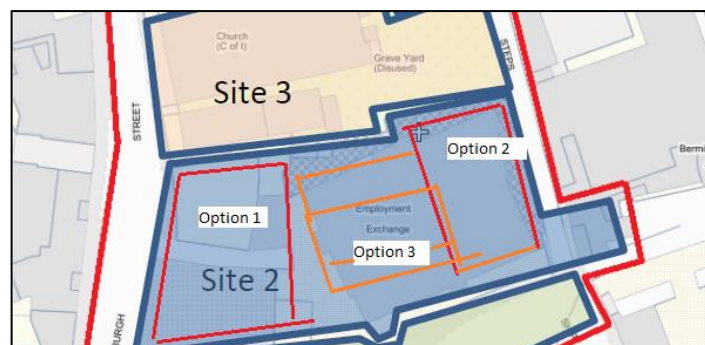 Church
(C of I)
Grave Yard
(Disused)
STEPS
Site 3
STREET
Option 2
Option 1
Employment
Exchange
Option 3
Site 2
BURGH